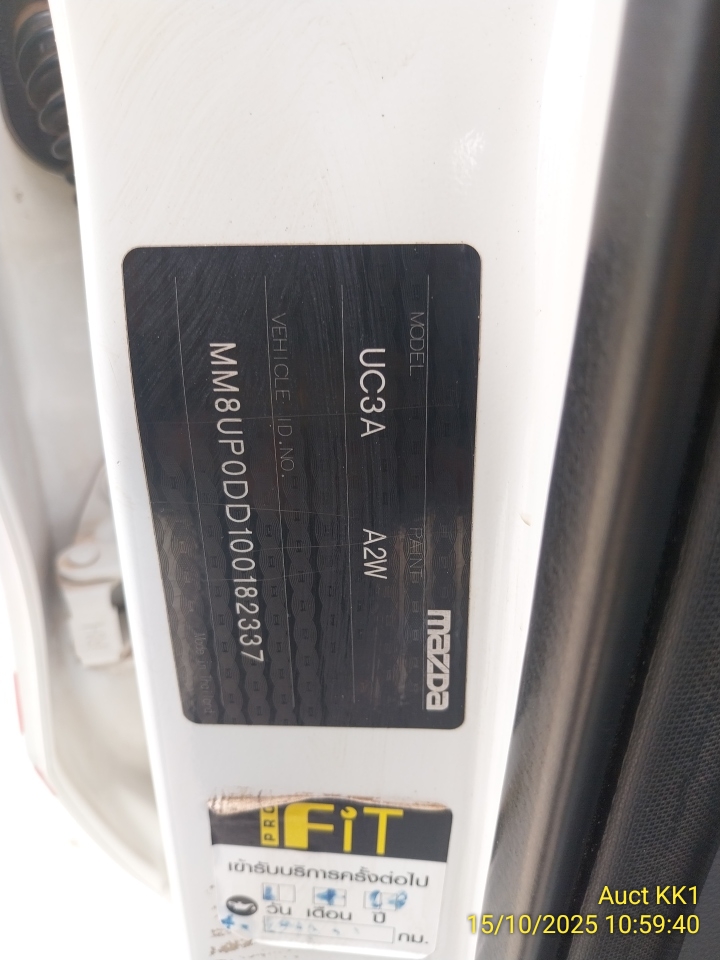 mazda
MODEL PAINT
UC3A A2W
VEHICLE ID.NO.
MM8UP0DD100182337
PRO FiT
เข้ารับบริการครั้งต่อไป
วัน เดือน ปี
กม.
Auct KK1
15/10/2025 10:59:40